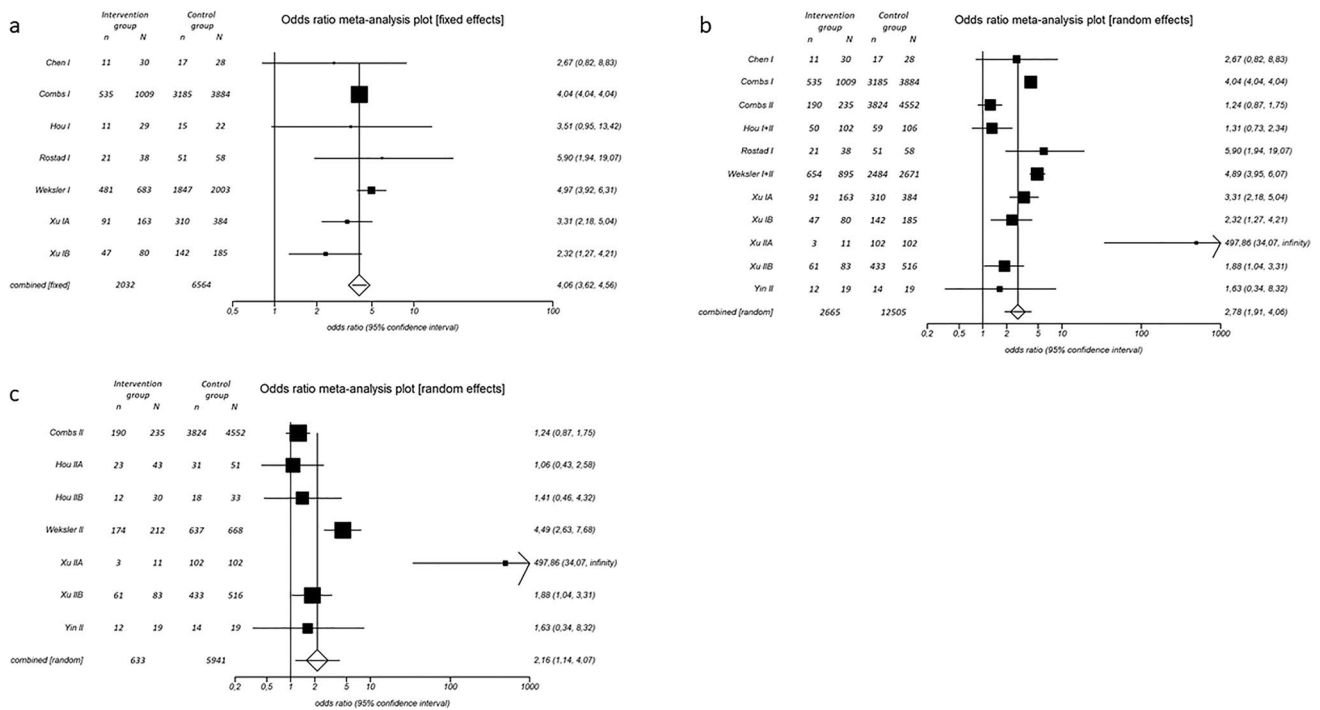 a
Intervention group
Control group
Odds ratio meta-analysis plot [fixed effects]
n N n N
Chen I 11 30 17 28 2,67 (0,82, 8,83)
Combs I 535 1009 3185 3884 4,04 (4,04, 4,04)
Hou I 11 29 15 22 3,51 (0,95, 13,42)
Rostad I 21 38 51 58 5,90 (1,94, 19,07)
Weksler I 481 683 1847 2003 4,97 (3,92, 6,31)
Xu IA 91 163 310 384 3,31 (2,18, 5,04)
Xu IB 47 80 142 185 2,32 (1,27, 4,21)
combined [fixed] 2032 6564 4,06 (3,62, 4,56)
0,5 1 2 5 10 100
odds ratio (95% confidence interval)
b
Intervention group
Control group
Odds ratio meta-analysis plot [random effects]
n N n N
Chen I 11 30 17 28 2,67 (0,82, 8,83)
Combs I 535 1009 3185 3884 4,04 (4,04, 4,04)
Combs II 190 235 3824 4552 1,24 (0,87, 1,75)
Hou I+II 50 102 59 106 1,31 (0,73, 2,34)
Rostad I 21 38 51 58 5,90 (1,94, 19,07)
Weksler I+II 654 895 2484 2671 4,89 (3,95, 6,07)
Xu IA 91 163 310 384 3,31 (2,18, 5,04)
Xu IB 47 80 142 185 2,32 (1,27, 4,21)
Xu IIA 3 11 102 102 497,86 (34,07, infinity)
Xu IIB 61 83 433 516 1,88 (1,04, 3,31)
Yin II 12 19 14 19 1,63 (0,34, 8,32)
combined [random] 2665 12505 2,78 (1,91, 4,06)
0,2 0,5 1 2 5 10 100 1000
odds ratio (95% confidence interval)
c
Intervention group
Control group
Odds ratio meta-analysis plot [random effects]
n N n N
Combs II 190 235 3824 4552 1,24 (0,87, 1,75)
Hou IIA 23 43 31 51 1,06 (0,43, 2,58)
Hou IIB 12 30 18 33 1,41 (0,46, 4,32)
Weksler II 174 212 637 668 4,49 (2,63, 7,68)
Xu IIA 3 11 102 102 497,86 (34,07, infinity)
Xu IIB 61 83 433 516 1,88 (1,04, 3,31)
Yin II 12 19 14 19 1,63 (0,34, 8,32)
combined [random] 633 5941 2,16 (1,14, 4,07)
0,2 0,5 1 2 5 10 100 1000
odds ratio (95% confidence interval)